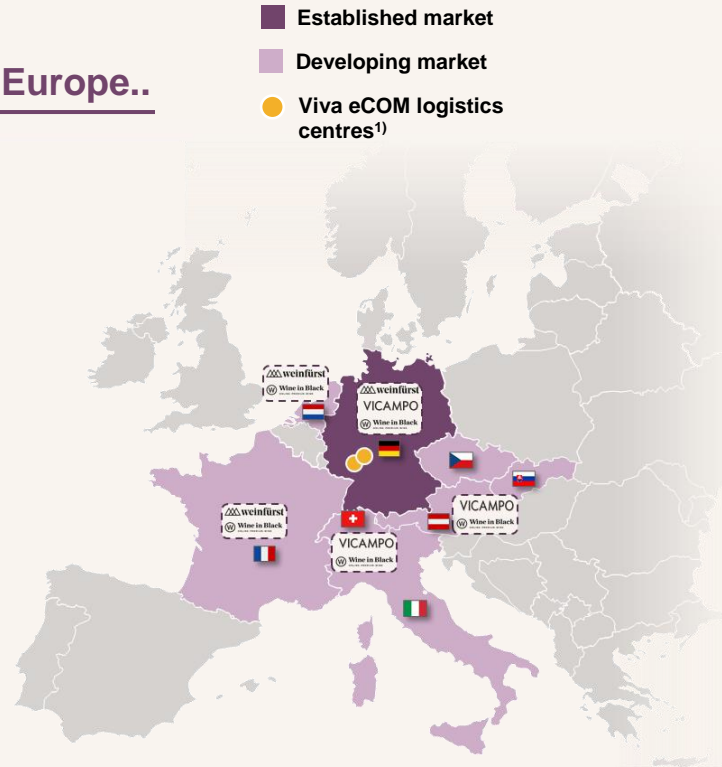 Established market
Developing market
Europe..
Viva eCOM logistics
centres1)
weinfürst
Wine in Black
weinfürst
VICAMPO
Wine in Black
weinfürst
Wine in Black
VICAMPO
Wine in Black
VICAMPO
Wine in Black